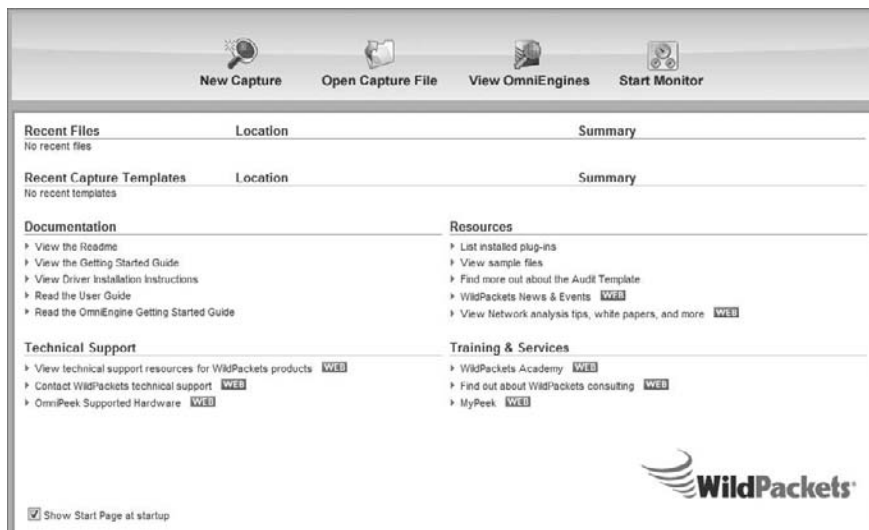 New Capture Open Capture File View OmniEngines Start Monitor
Recent Files Location Summary
No recent files
Recent Capture Templates Location Summary
No recent templates
Documentation
View the Readme
View the Getting Started Guide
View Driver Installation Instructions
Read the User Guide
Read the OmniEngine Getting Started Guide
Resources
List installed plug-ins
View sample files
Find more out about the Audit Template
WildPackets News & Events WEB
View Network analysis tips, white papers, and more WEB
Technical Support
View technical support resources for WildPackets products WEB
Contact WildPackets technical support WEB
OmniPeek Supported Hardware WEB
Training & Services
WildPackets Academy WEB
Find out about WildPackets consulting WEB
MyPeek WEB
WildPackets
Show Start Page at startup